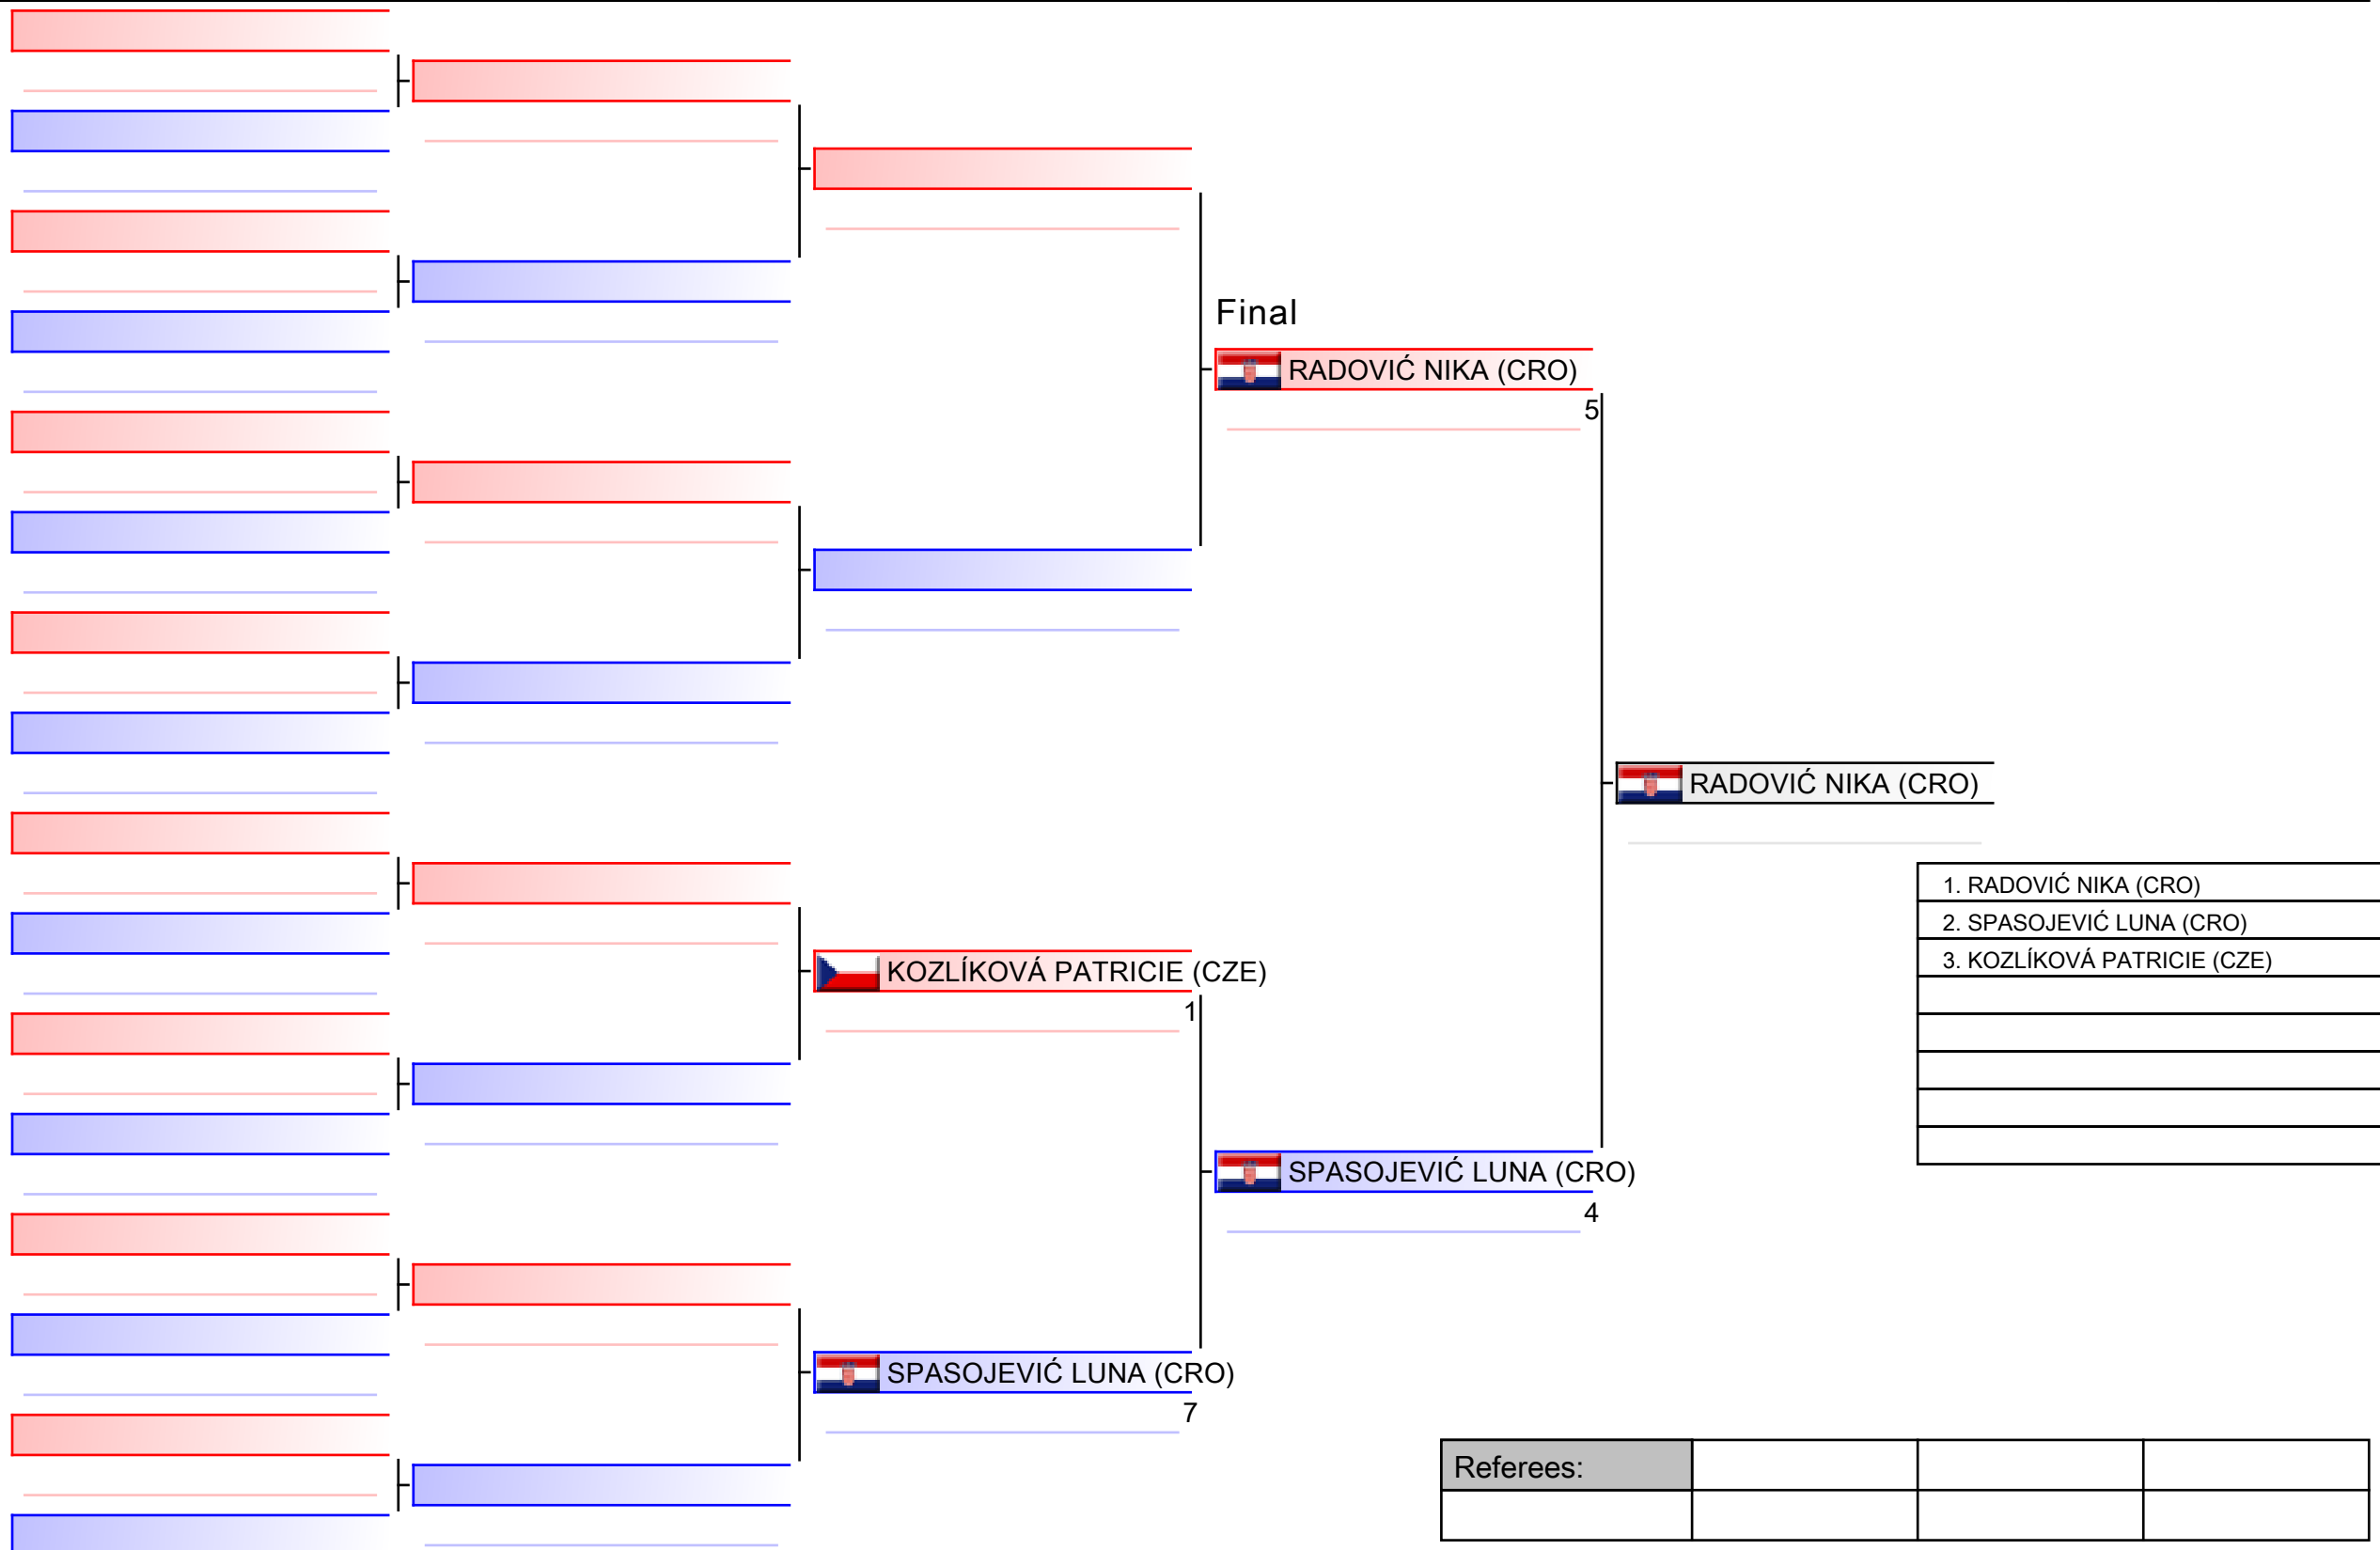 Final
RADOVIĆ NIKA (CRO)
5
RADOVIĆ NIKA (CRO)
1. RADOVIĆ NIKA (CRO)
2. SPASOJEVIĆ LUNA (CRO)
3. KOZLÍKOVÁ PATRICIE (CZE)
KOZLÍKOVÁ PATRICIE (CZE)
1
SPASOJEVIĆ LUNA (CRO)
4
SPASOJEVIĆ LUNA (CRO)
7
Referees: